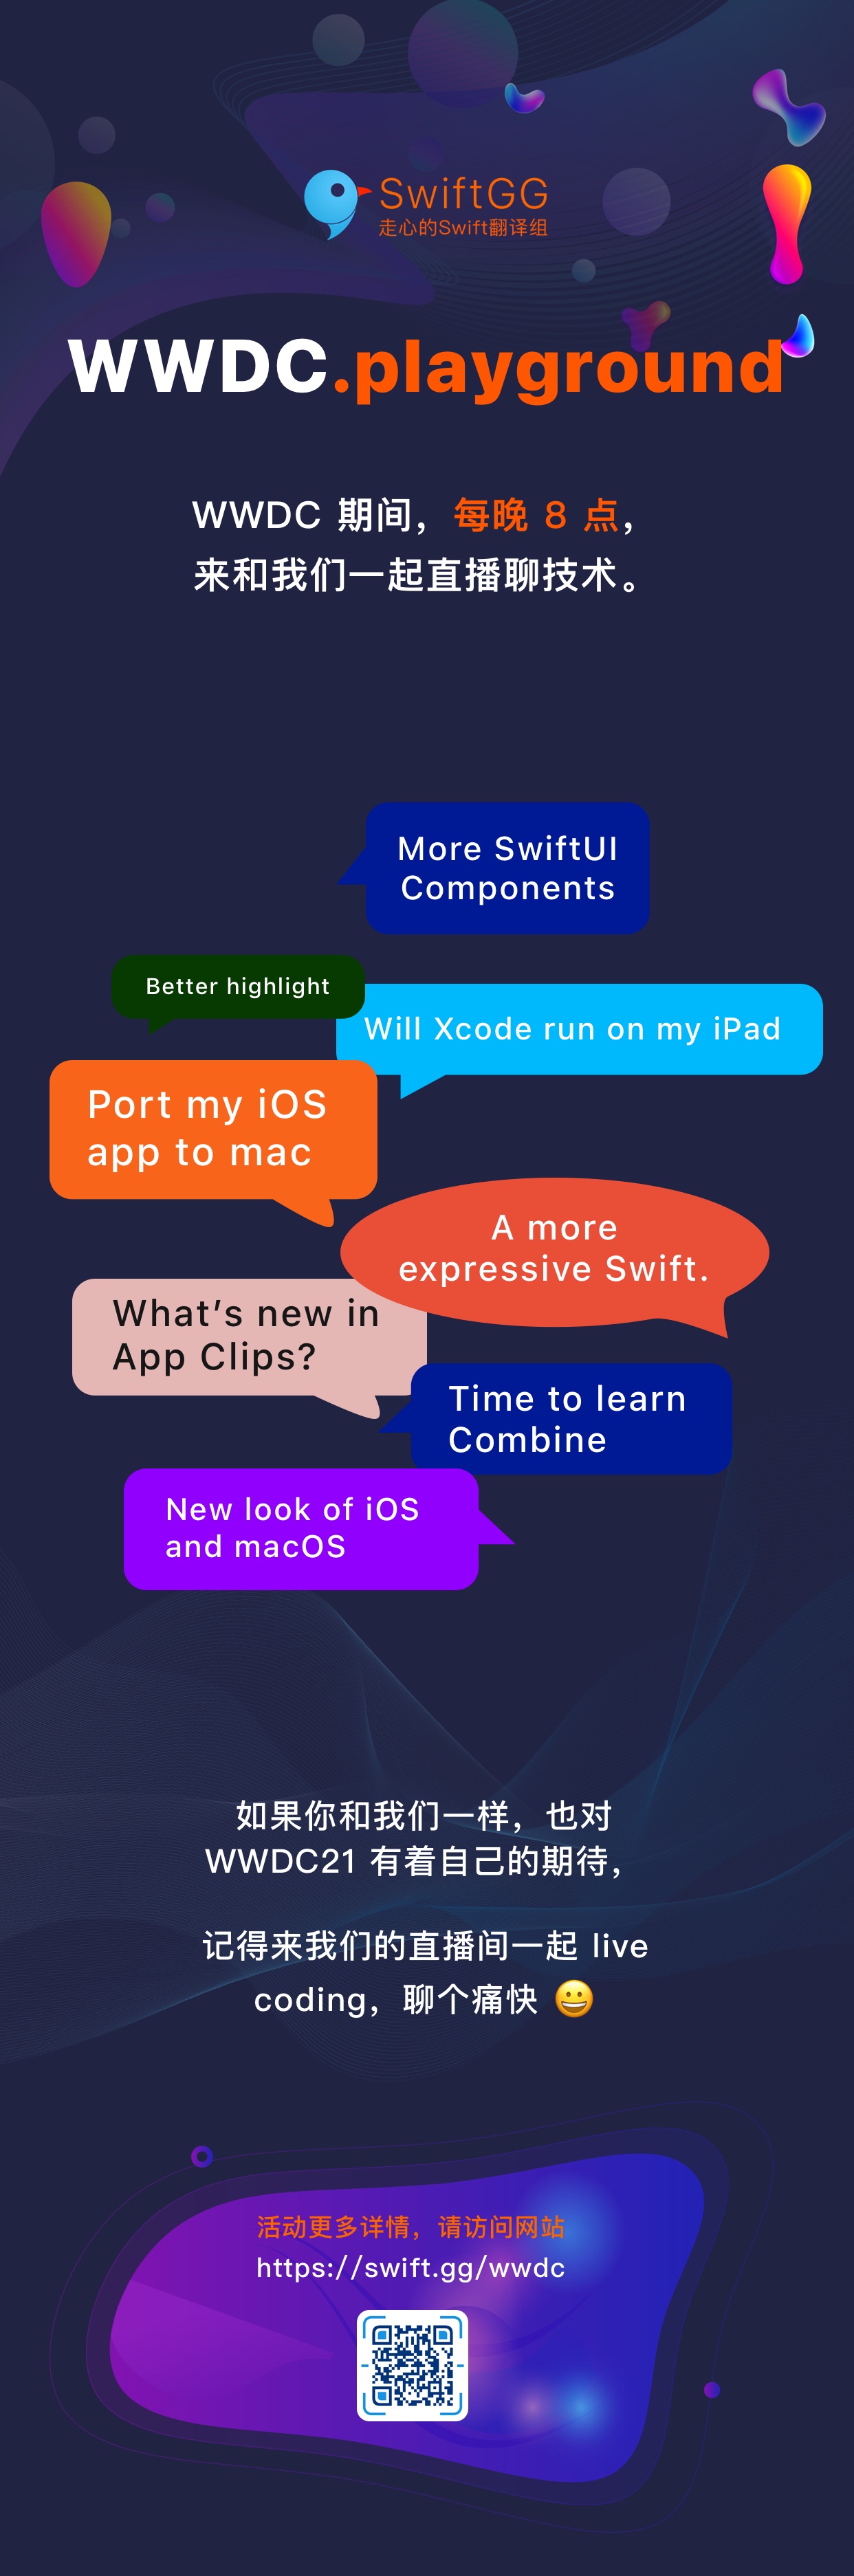 SwiftGG
走心的Swift翻译组
WWDC.playground
WWDC 期间，每晚 8 点，
来和我们一起直播聊技术。
More SwiftUI
Components
Better highlight
Will Xcode run on my iPad
Port my iOS
app to mac
A more
expressive Swift.
What’s new in
App Clips?
Time to learn
Combine
New look of iOS
and macOS
如果你和我们一样，也对
WWDC21 有着自己的期待，
记得来我们的直播间一起 live
coding，聊个痛快 😀
活动更多详情，请访问网站
https://swift.gg/wwdc